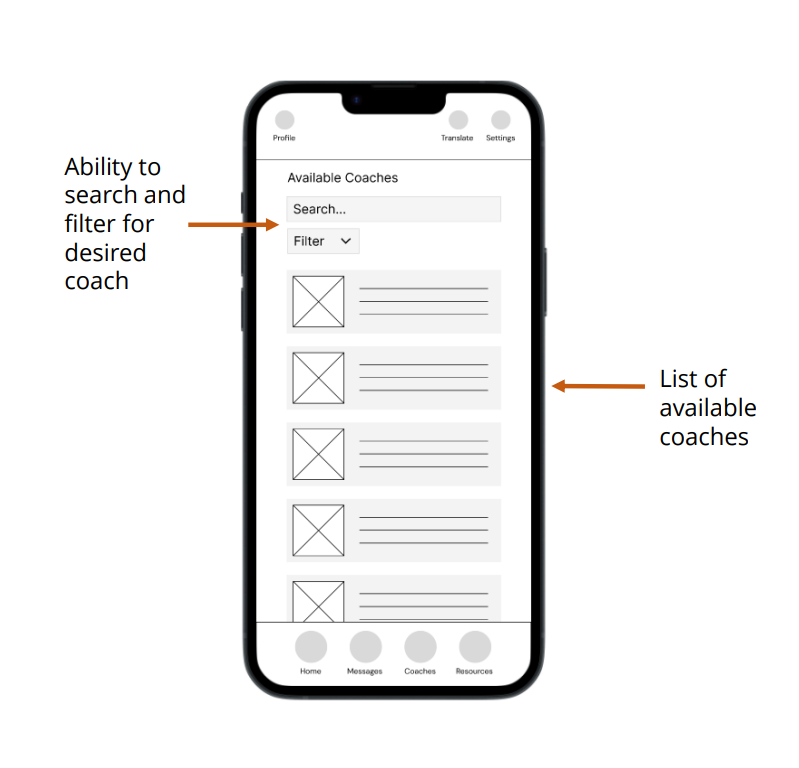 Profile
Translate
Settings
Available Coaches
Search...
Filter
Ability to
search and
filter for
desired
coach
List of
available
coaches
Home
Messages
Coaches
Resources